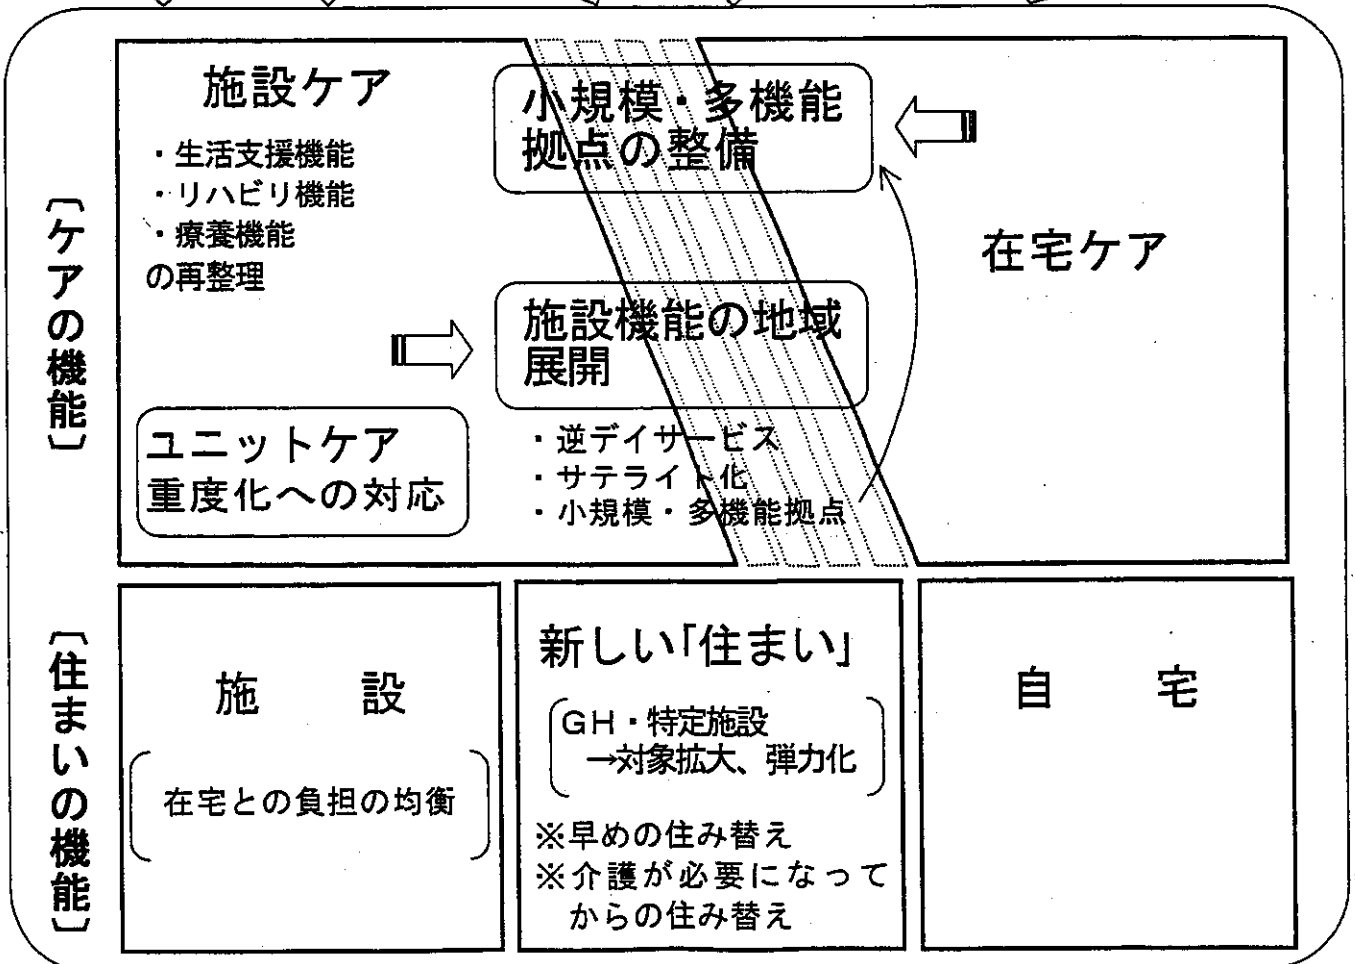 〔ケアの機能〕
施設ケア
・生活支援機能
・リハビリ機能
・療養機能
の再整理
小規模・多機能
拠点の整備
在宅ケア
施設機能の地域
展開
ユニットケア
重度化への対応
・逆デイサービス
・サテライト化
・小規模・多機能拠点
〔住まいの機能〕
施 設
在宅との負担の均衡
新しい「住まい」
GH・特定施設
→対象拡大、弾力化
※早めの住み替え
※介護が必要になって
からの住み替え
自 宅